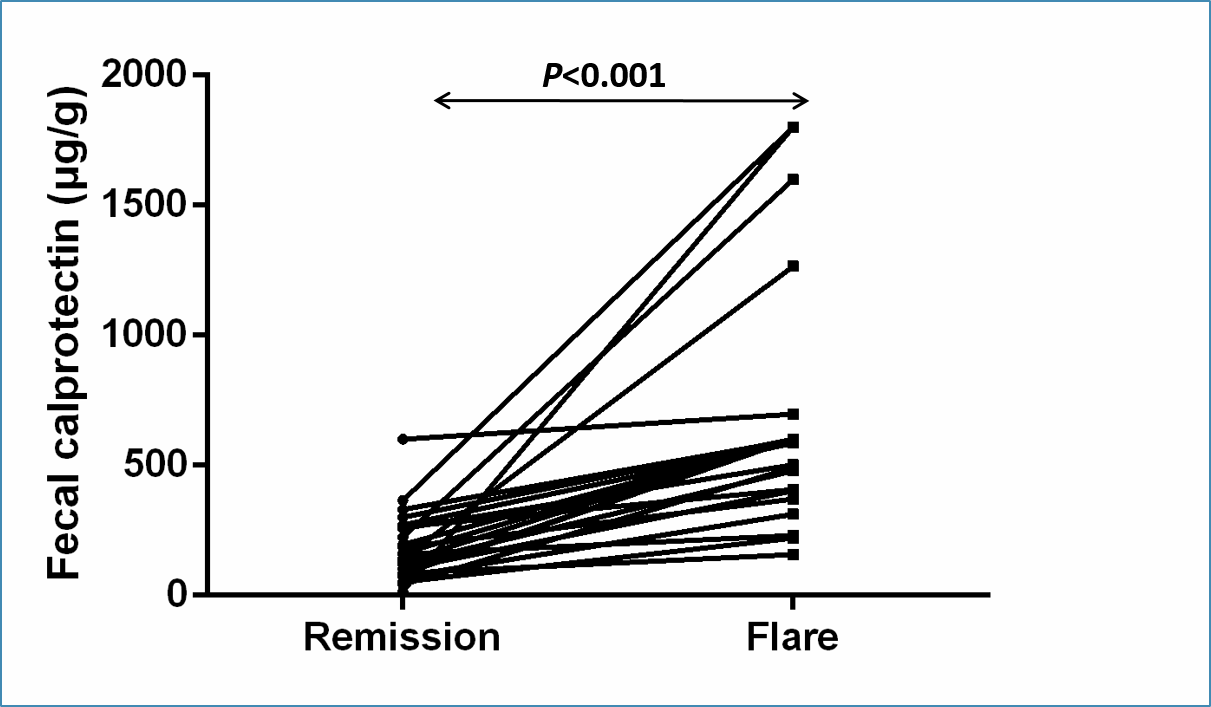 P<0.001
Fecal calprotectin (µg/g)
2000
1500
1000
500
0
Remission
Flare